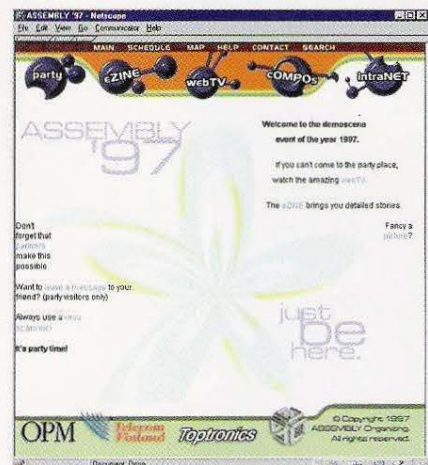 ASSEMBLY '97 - Netscape
File Edit View Go Communicator Help
MAIN SCHEDULE MAP HELP CONTACT SEARCH
party eZINE webTV cOMPOs intraNET
ASSEMBLY
'97
Welcome to the demoscene
event of the year 1997.
If you can't come to the party place,
watch the amazing webTV.
The eZINE brings you detailed stories.
Don't
forget that
partners
make this
possible
Fancy a
picture?
Want to leave a message to your
friend? (party visitors only)
Always use a
It's party time!
just
be
here.
OPM Telecom
Finland Toptronics
© Copyright 1997
ASSEMBLY Organizing.
All rights reserved.
Document: Done